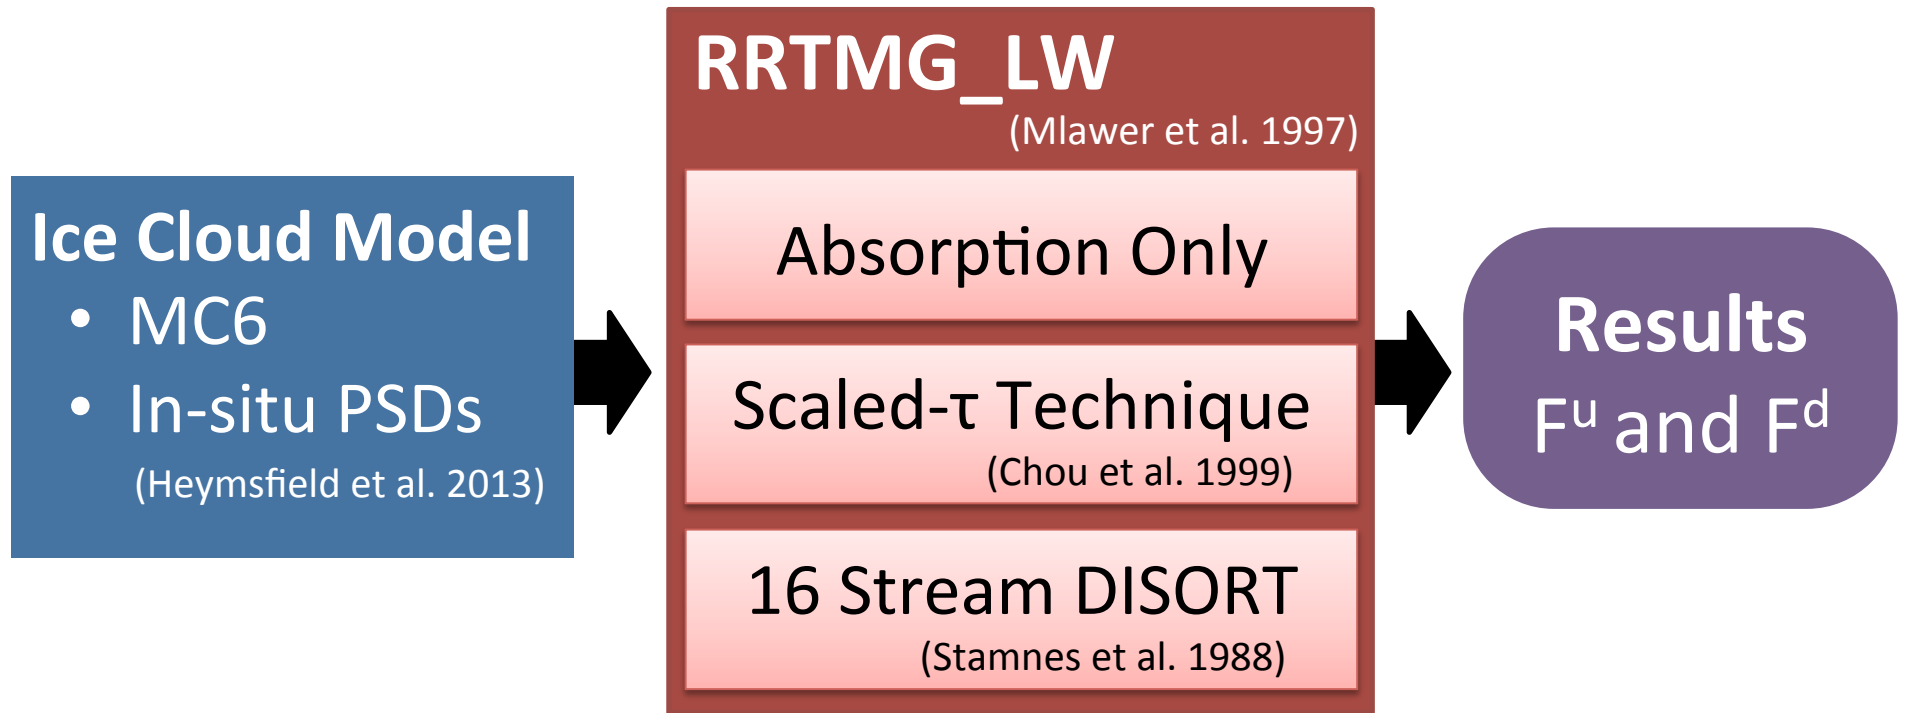 Ice Cloud Model
• MC6
• In-situ PSDs
(Heymsfield et al. 2013)
RRTMG_LW
(Mlawer et al. 1997)
Absorption Only
Scaled-τ Technique
(Chou et al. 1999)
16 Stream DISORT
(Stamnes et al. 1988)
Results
Fᵘ and Fᵈ